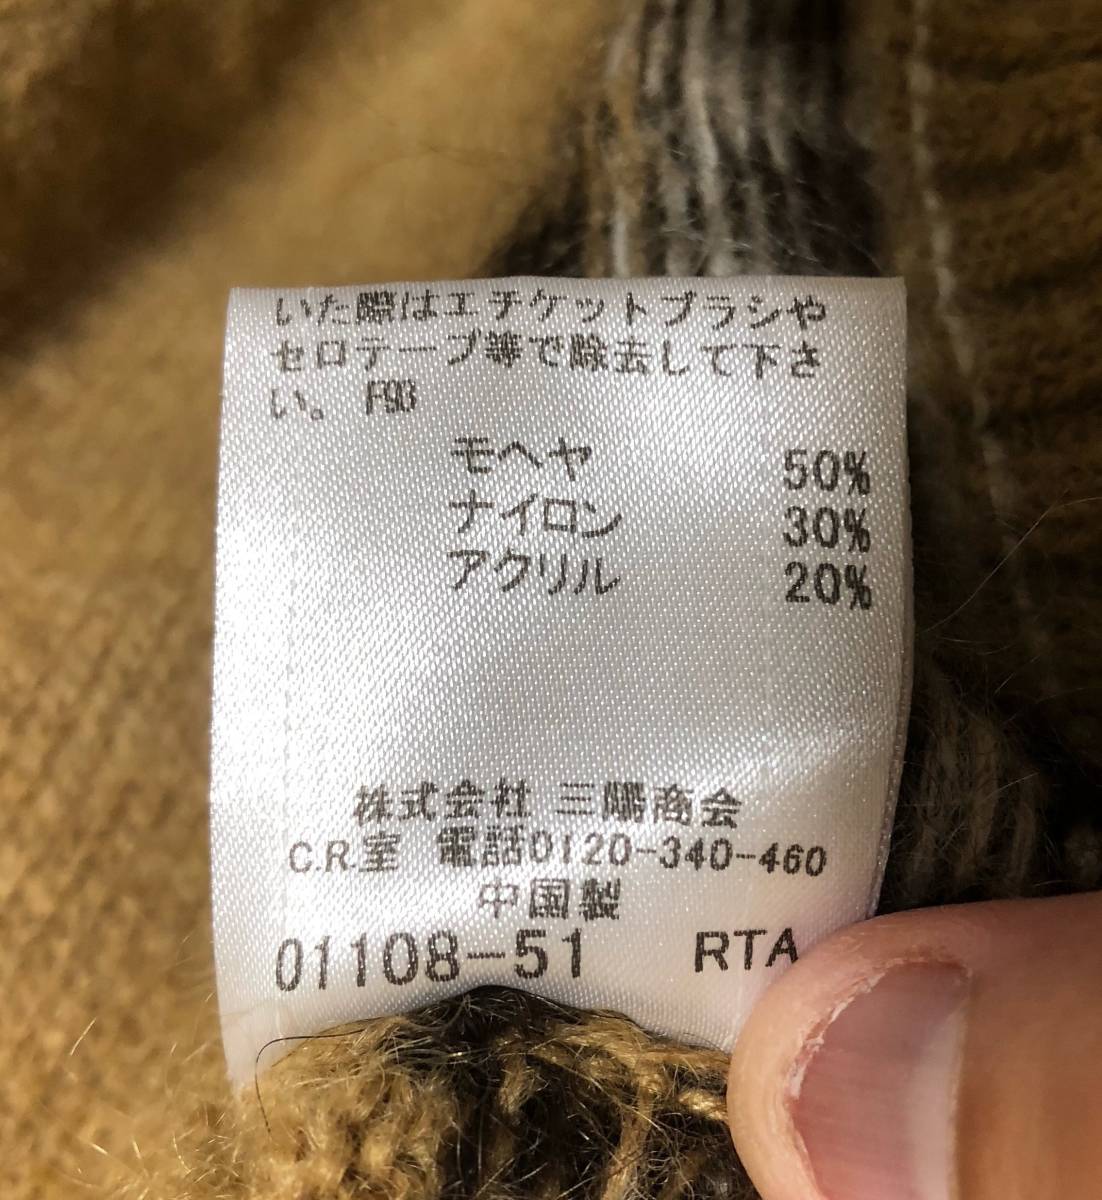 いた際はエチケットブラシや
セロテープ等で除去して下さ
い。 F93
モヘヤ 50%
ナイロン 30%
アクリル 20%
株式会社 三陽商会
C.R.室 電話0120-340-460
中国製
01108-51 RTA